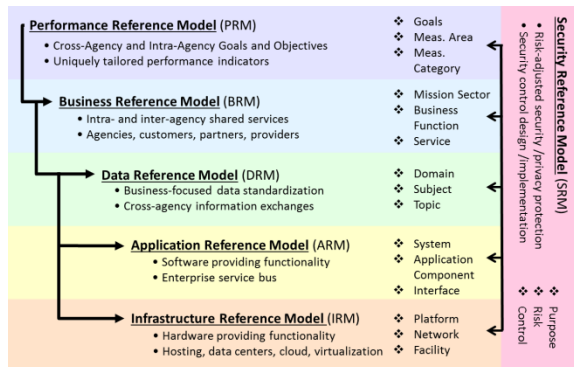 Performance Reference Model (PRM)
• Cross-Agency and Intra-Agency Goals and Objectives
• Uniquely tailored performance indicators
❖ Goals
❖ Meas. Area
❖ Meas.
Category
Business Reference Model (BRM)
• Intra- and inter-agency shared services
• Agencies, customers, partners, providers
❖ Mission Sector
❖ Business
Function
❖ Service
Data Reference Model (DRM)
• Business-focused data standardization
• Cross-agency information exchanges
❖ Domain
❖ Subject
❖ Topic
Application Reference Model (ARM)
• Software providing functionality
• Enterprise service bus
❖ System
❖ Application
Component
❖ Interface
Infrastructure Reference Model (IRM)
• Hardware providing functionality
• Hosting, data centers, cloud, virtualization
❖ Platform
❖ Network
❖ Facility
Security Reference Model (SRM)
• Risk-adjusted security/privacy protection
• Security control design/implementation
❖ Purpose
❖ Risk
❖ Control